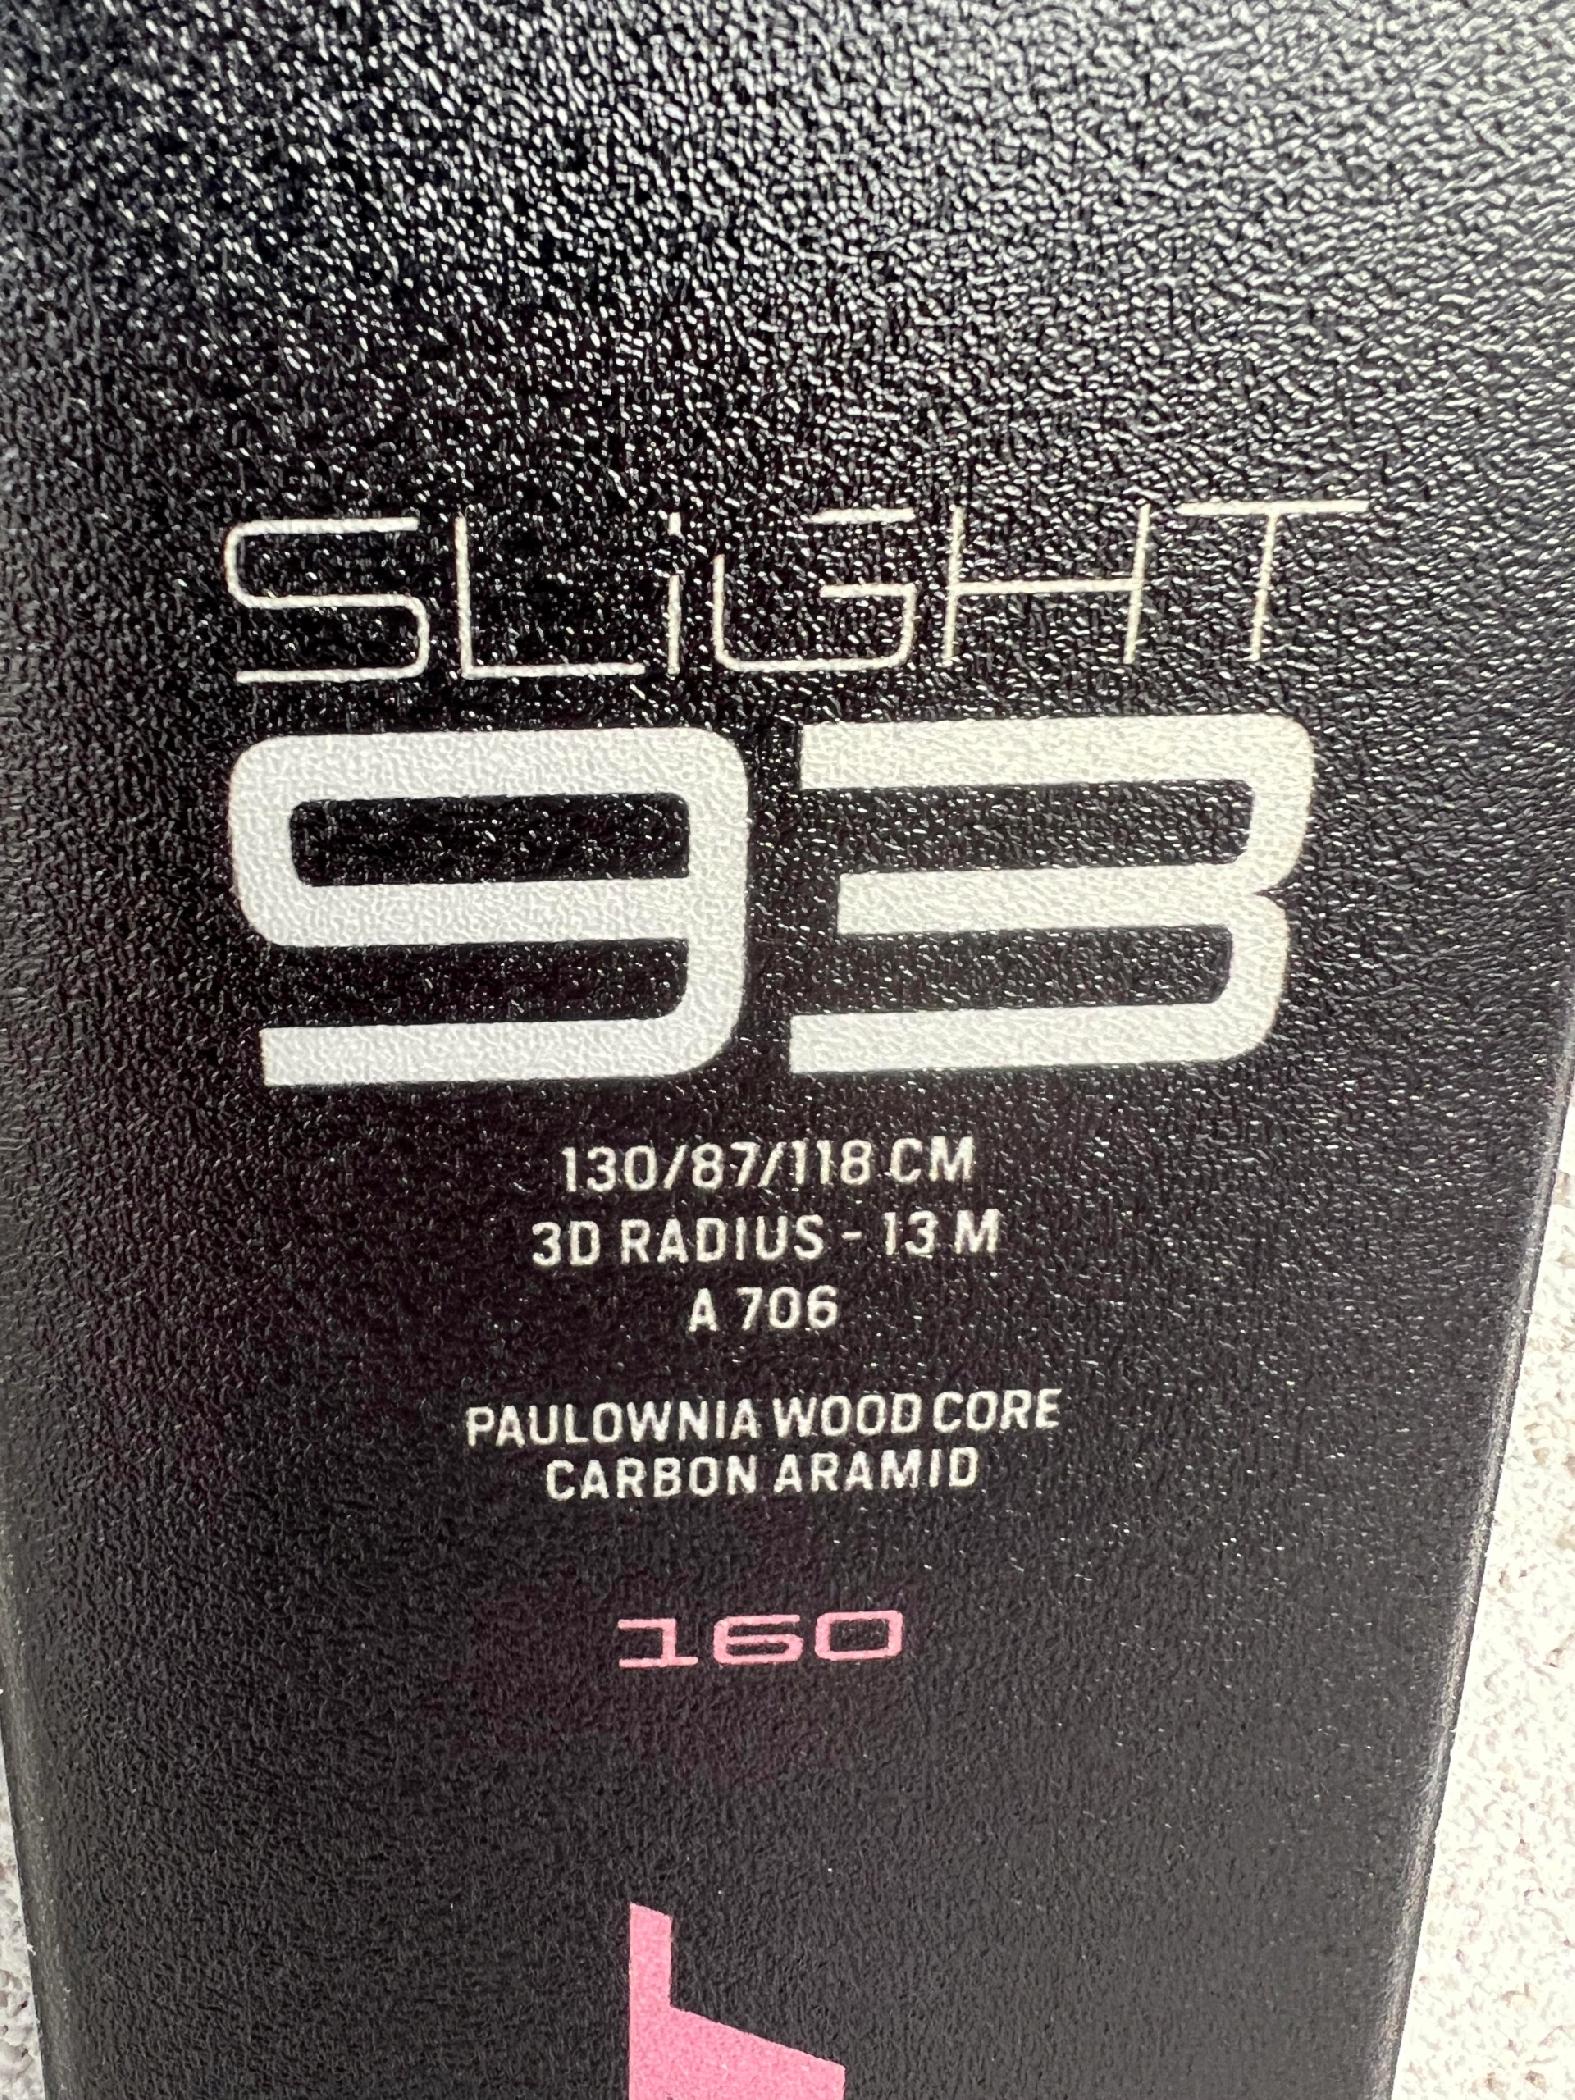 SLiGHT
93
130/87/118 CM
3D RADIUS - 13 M
A 706
PAULOWNIA WOOD CORE
CARBON ARAMID
160